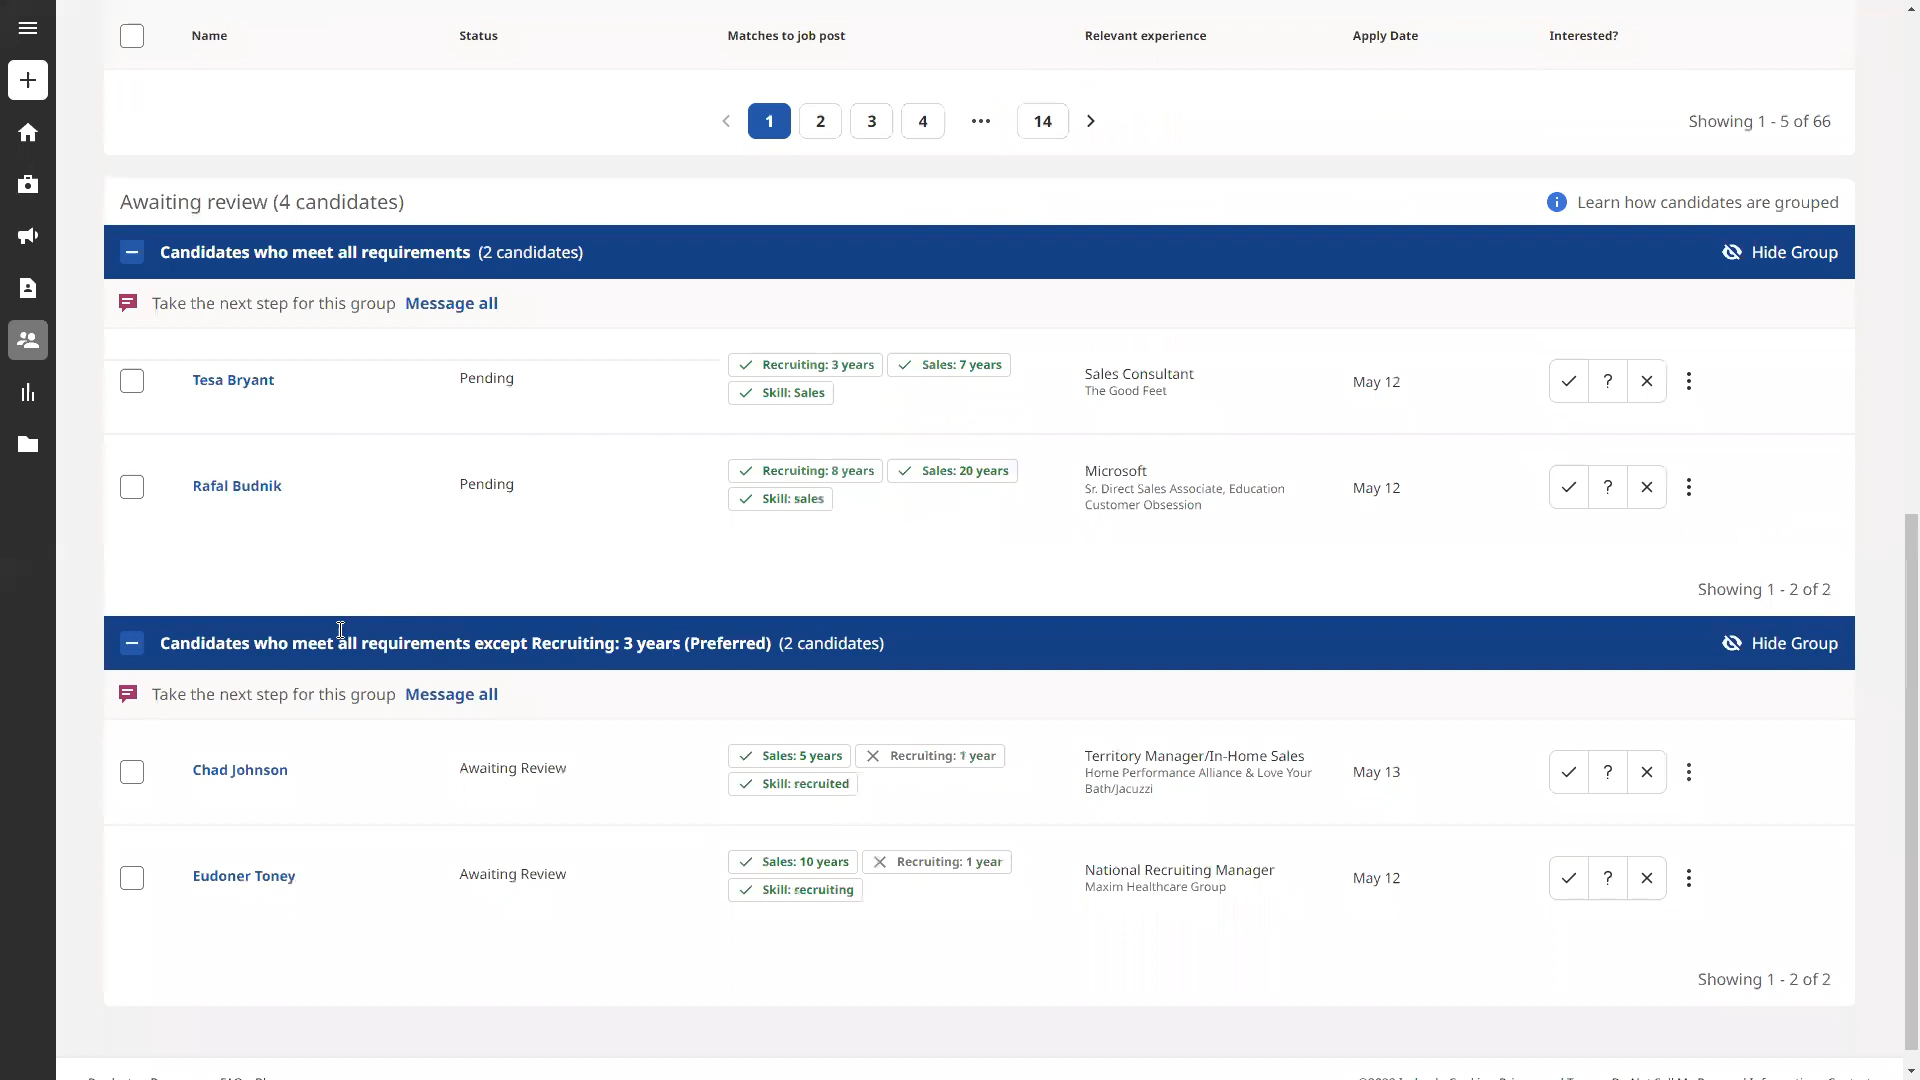 Name Status Matches to job post Relevant experience Apply Date Interested?
1 2 3 4 ••• 14 Showing 1 - 5 of 66
Awaiting review (4 candidates) Learn how candidates are grouped
Candidates who meet all requirements (2 candidates) Hide Group
Take the next step for this group Message all
Recruiting: 3 years Sales: 7 years
Tesa Bryant Pending Sales Consultant May 12 ?
Skill: Sales The Good Feet
Recruiting: 8 years Sales: 20 years Microsoft
Rafal Budnik Pending Sr. Direct Sales Associate, Education May 12 ?
Skill: sales Customer Obsession
Showing 1 - 2 of 2
Candidates who meet all requirements except Recruiting: 3 years (Preferred) (2 candidates) Hide Group
Take the next step for this group Message all
Sales: 5 years Recruiting: 1 year Territory Manager/In-Home Sales
Chad Johnson Awaiting Review Home Performance Alliance & Love Your May 13 ?
Skill: recruited Bath/Jacuzzi
Sales: 10 years Recruiting: 1 year National Recruiting Manager
Eudoner Toney Awaiting Review May 12 ?
Skill: recruiting Maxim Healthcare Group
Showing 1 - 2 of 2